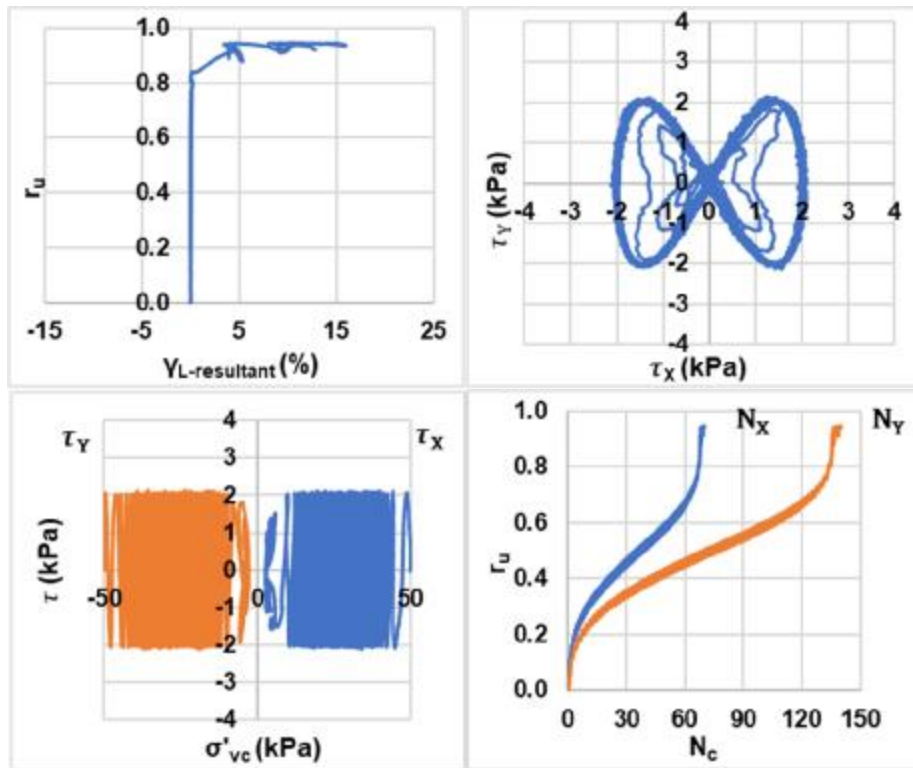 1.0
0.8
0.6
0.4
0.2
0.0
r_u
-15 -5 5 15 25
γ_L-resultant (%)
4
3
2
1
0
-1
-2
-3
-4
τ_Y (kPa)
-4 -3 -2 -1 0 1 2 3 4
τ_X (kPa)
τ_Y τ_X
4
3
2
1
0
-1
-2
-3
-4
τ (kPa)
-50 0 50
σ'_vc (kPa)
N_X N_Y
1.0
0.8
0.6
0.4
0.2
0.0
r_u
0 30 60 90 120 150
N_c